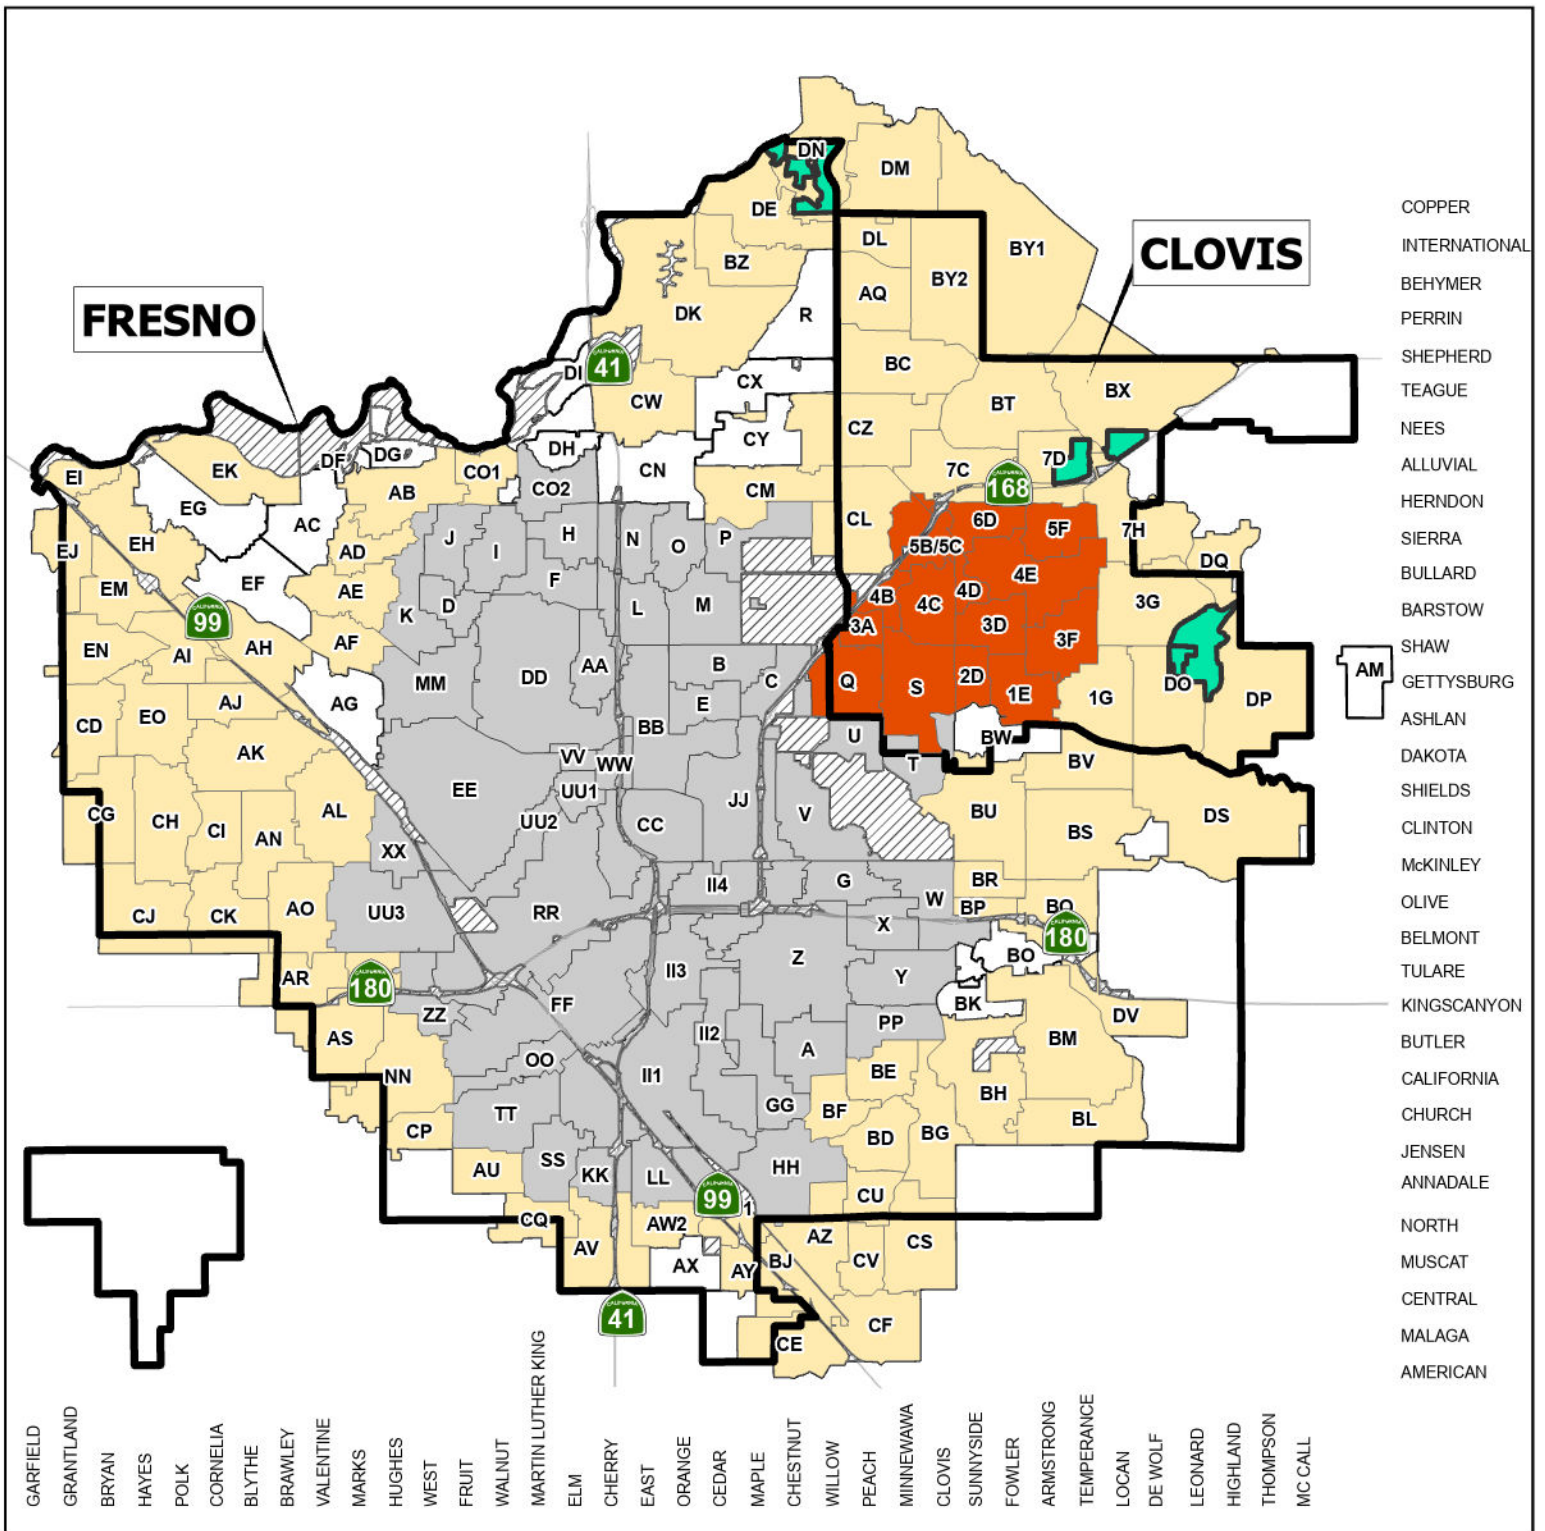 DN
DM
COPPER
DE
DL
BY1
INTERNATIONAL
CLOVIS
BZ
BY2
BEHYMER
AQ
FRESNO
DK
R
PERRIN
CALIFORNIA
41
SHEPHERD
DI
BC
CX
BX
TEAGUE
CW
BT
CZ
NEES
CY
DH
DG
DF
7D
EK
CO1
CN
7C
ALLUVIAL
EI
CALIFORNIA
168
CO2
CM
AB
HERNDON
EG
CL
6D
5F
7H
AC
J
H
N
O
P
SIERRA
EH
5B/5C
EJ
AD
I
DQ
BULLARD
EM
EF
F
4E
AE
4B
4D
3G
D
L
M
4C
BARSTOW
CALIFORNIA
99
K
3A
3D
3F
AF
SHAW
AH
EN
AI
B
AA
AM
DD
MM
C
Q
S
2D
1E
1G
DO
DP
GETTYSBURG
AG
AJ
E
EO
CD
BB
U
BW
ASHLAN
AK
VV
WW
T
BV
DAKOTA
EE
UU1
JJ
SHIELDS
AL
CG
CH
CI
AN
UU2
CC
V
BU
BS
DS
CLINTON
XX
McKINLEY
II4
G
BR
W
AO
BP
BQ
OLIVE
CJ
CK
UU3
RR
X
CALIFORNIA
180
BELMONT
Z
BO
II3
Y
TULARE
AR
CALIFORNIA
180
FF
BK
KINGSCANYON
ZZ
PP
DV
II2
AS
BM
BUTLER
A
OO
NN
II1
BE
CALIFORNIA
BH
GG
BF
TT
CP
BD
BG
BL
CHURCH
JENSEN
SS
AU
KK
LL
HH
ANNADALE
CALIFORNIA
99
CU
1
CQ
AW2
NORTH
AV
AZ
CS
AX
AY
BJ
CV
MUSCAT
CENTRAL
CALIFORNIA
41
CF
CE
MALAGA
AMERICAN
GARFIELD
GRANTLAND
BRYAN
HAYES
POLK
CORNELIA
BLYTHE
BRAWLEY
VALENTINE
MARKS
HUGHES
WEST
FRUIT
WALNUT
MARTIN LUTHER KING
ELM
CHERRY
EAST
ORANGE
CEDAR
MAPLE
CHESTNUT
WILLOW
PEACH
MINNEWAWA
CLOVIS
SUNNYSIDE
FOWLER
ARMSTRONG
TEMPERANCE
LOCAN
DE WOLF
LEONARD
HIGHLAND
THOMPSON
MC CALL